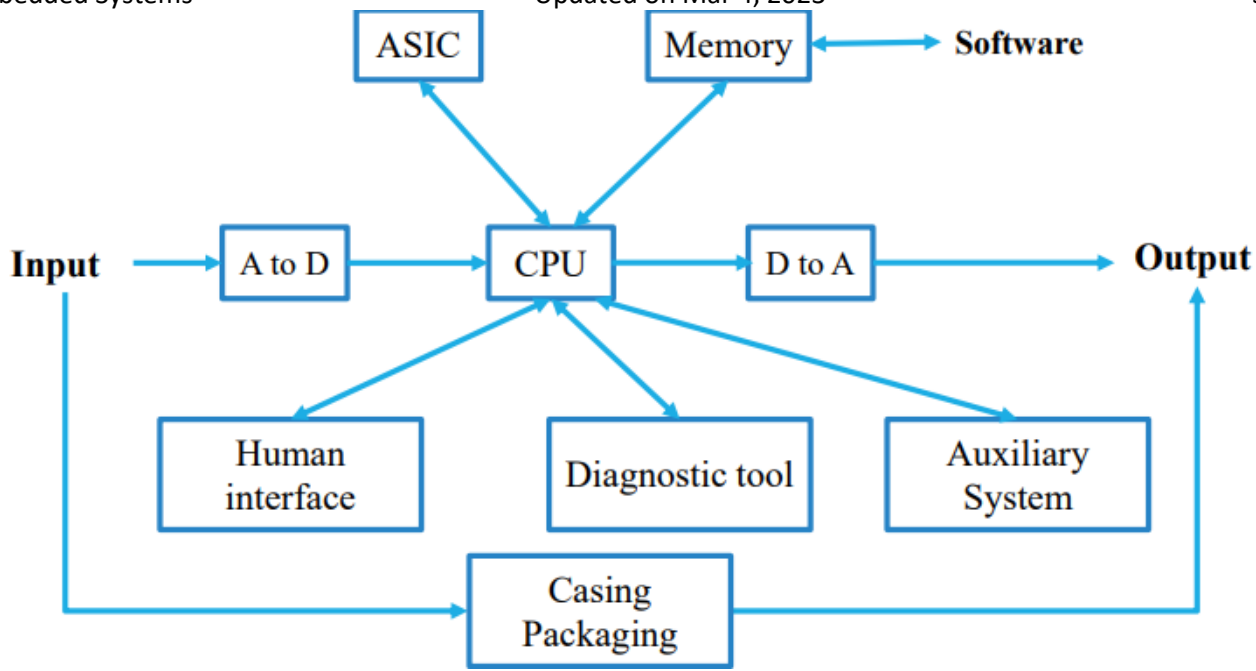 ASIC
Memory
Software
Input
A to D
CPU
D to A
Output
Human
interface
Diagnostic tool
Auxiliary
System
Casing
Packaging